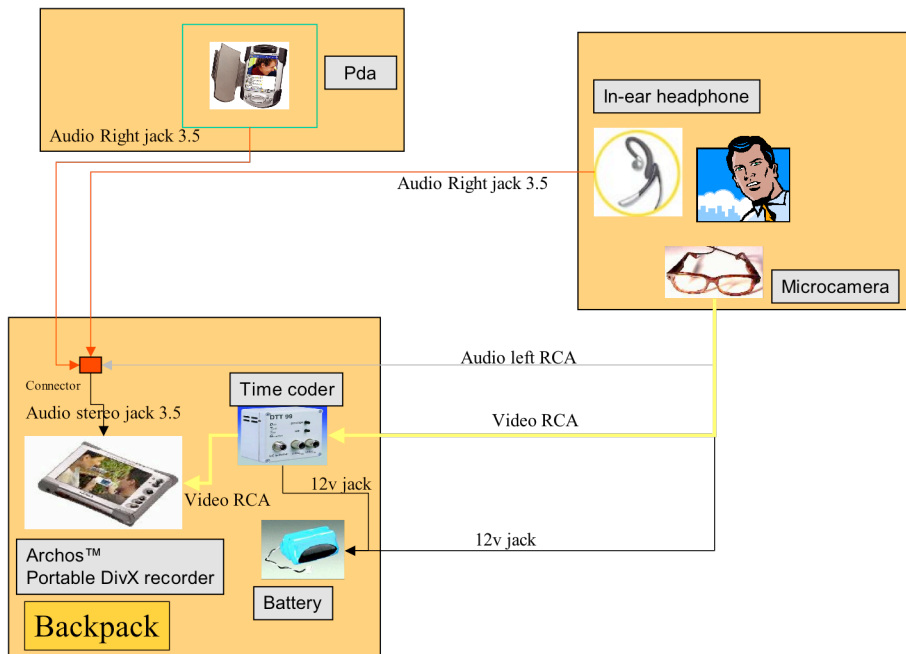 Pda
Audio Right jack 3.5
In-ear headphone
Audio Right jack 3.5
Microcamera
Audio left RCA
Connector
Time coder
Audio stereo jack 3.5
DTT 98
Video RCA
Video RCA
12v jack
12v jack
Archos™
Portable DivX recorder
Battery
Backpack